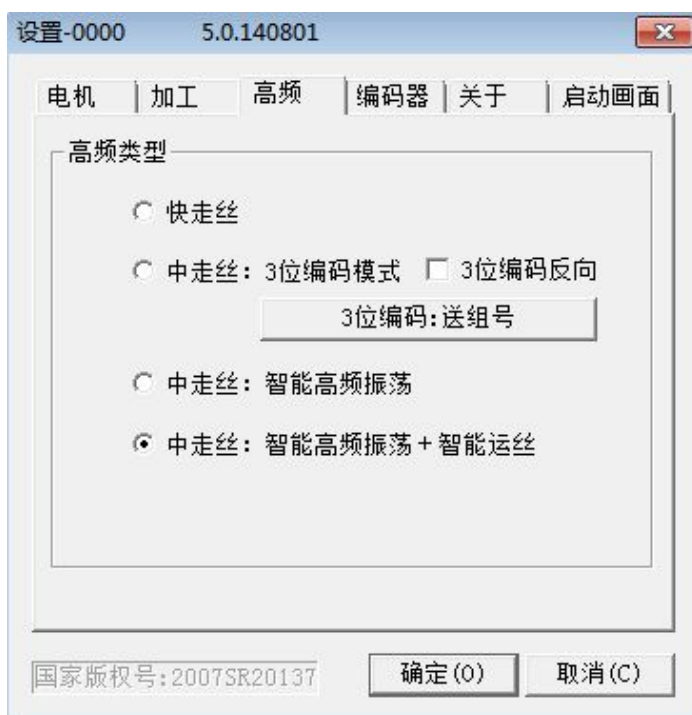 设置-0000 5.0.140801
电机 加工 高频 编码器 关于 启动画面
高频类型
快走丝
中走丝：3位编码模式 3位编码反向
3位编码:送组号
中走丝：智能高频振荡
中走丝：智能高频振荡+智能运丝
国家版权号:2007SR20137
确定(O) 取消(C)